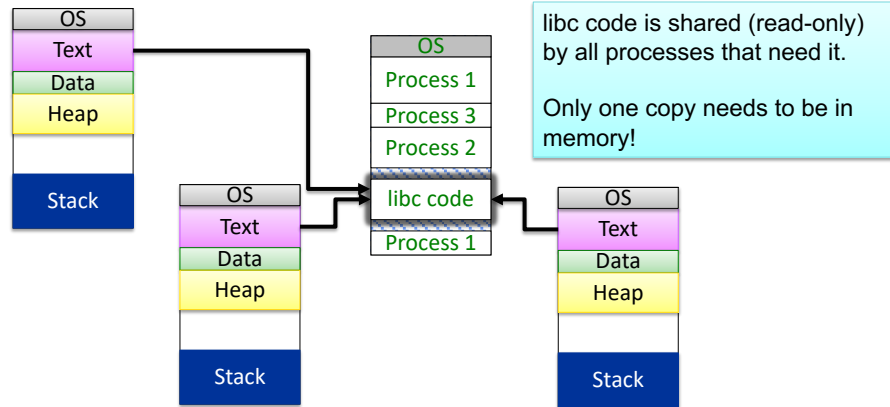 OS
Text
Data
Heap
Stack
OS
Text
Data
Heap
Stack
OS
Process 1
Process 3
Process 2
libc code
Process 1
libc code is shared (read-only)
by all processes that need it.
Only one copy needs to be in
memory!
OS
Text
Data
Heap
Stack